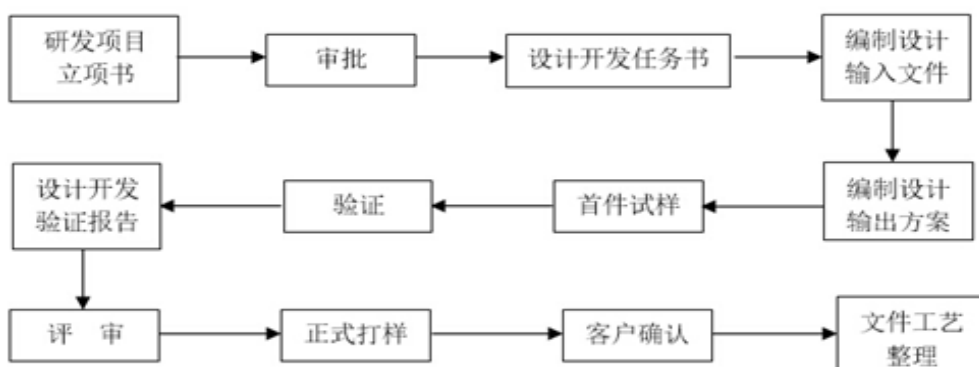 研发项目
立项书
审批
设计开发任务书
编制设计
输入文件
设计开发
验证报告
验证
首件试样
编制设计
输出方案
评 审
正式打样
客户确认
文件工艺
整理